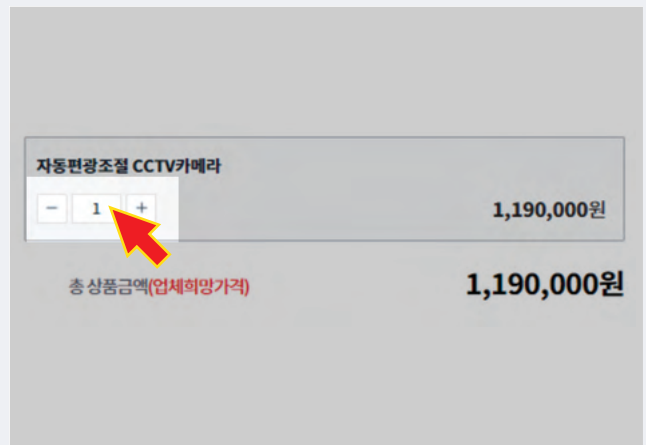 자동편광조절 CCTV카메라
− 1 + 1,190,000원
총 상품금액(업체희망가격) 1,190,000원